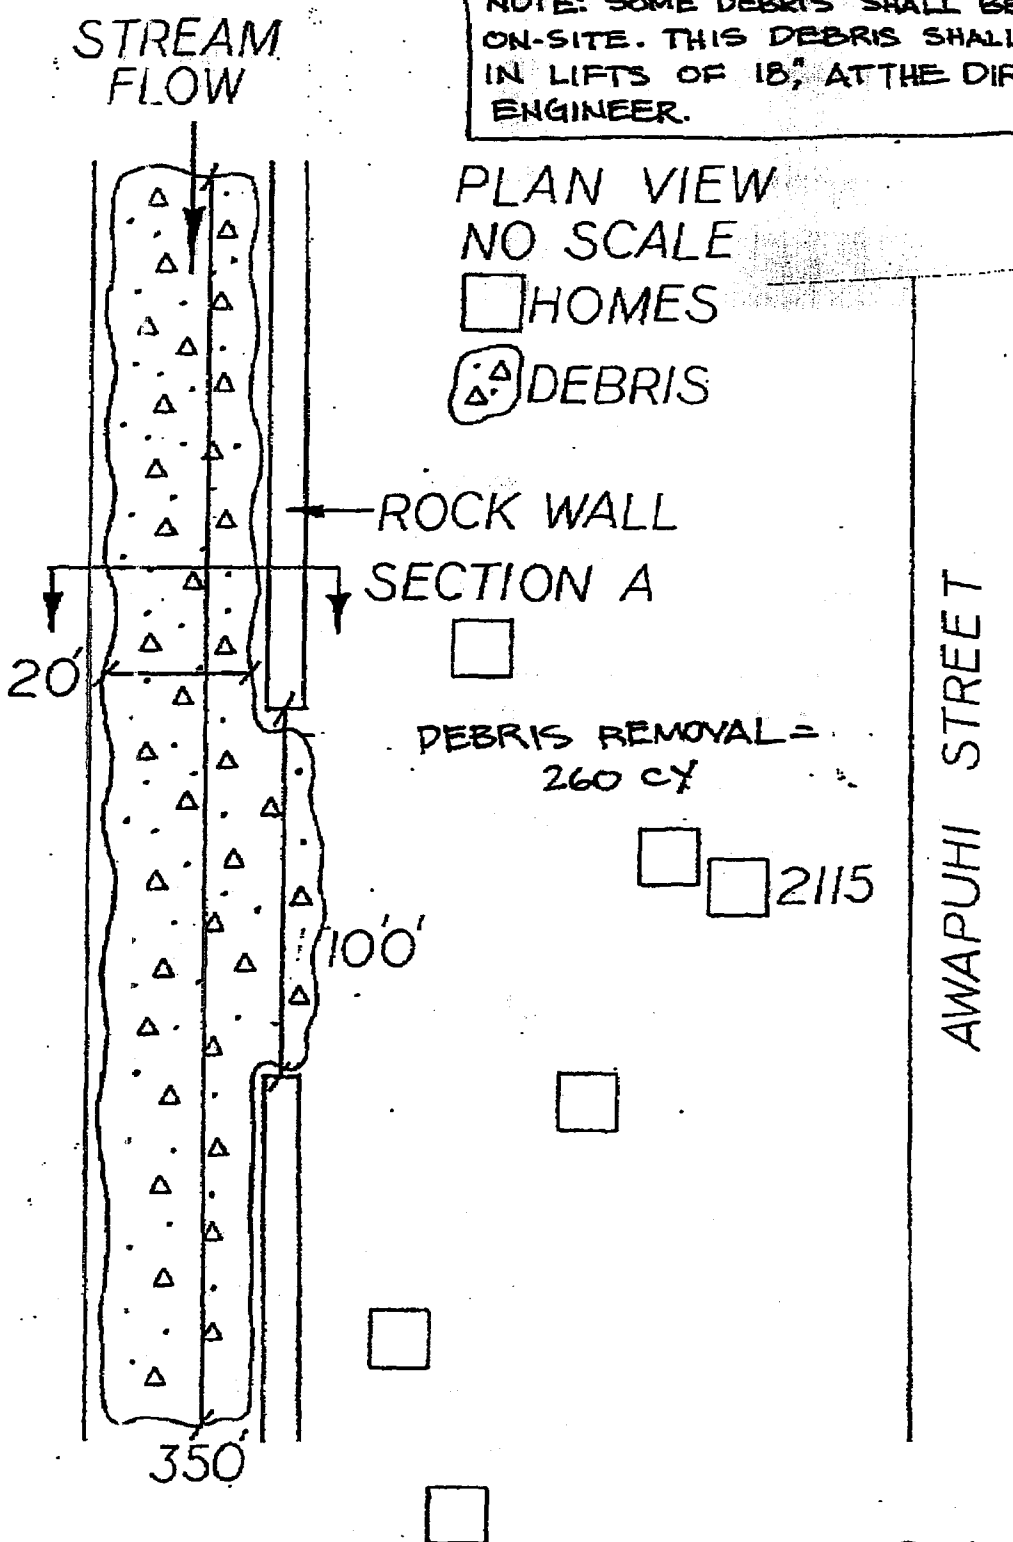 STREAM
FLOW
NOTE: SOME DEBRIS SHALL BE
ON-SITE. THIS DEBRIS SHALL
IN LIFTS OF 18", AT THE DIR
ENGINEER.
PLAN VIEW
NO SCALE
HOMES
DEBRIS
ROCK WALL
SECTION A
20'
DEBRIS REMOVAL =
260 CY
2115
100'
AWAPUHI STREET
350'